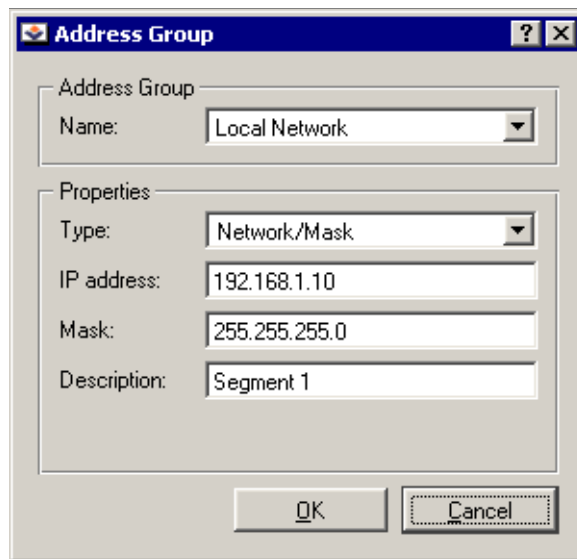 Address Group
Address Group
Name: Local Network
Properties
Type: Network/Mask
IP address: 192.168.1.10
Mask: 255.255.255.0
Description: Segment 1
OK Cancel